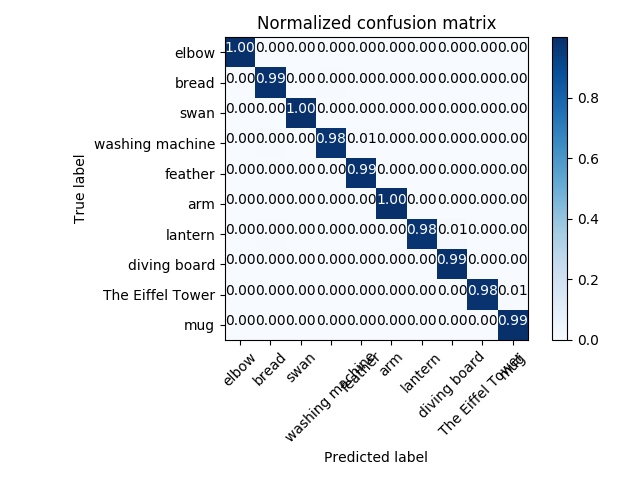 Normalized confusion matrix
True label
elbow 1.00 0.00 0.00 0.00 0.00 0.00 0.00 0.00 0.00 0.00
bread 0.00 0.99 0.00 0.00 0.00 0.00 0.00 0.00 0.00 0.00
swan 0.00 0.00 1.00 0.00 0.00 0.00 0.00 0.00 0.00 0.00
washing machine 0.00 0.00 0.00 0.98 0.01 0.00 0.00 0.00 0.00 0.00
feather 0.00 0.00 0.00 0.00 0.99 0.00 0.00 0.00 0.00 0.00
arm 0.00 0.00 0.00 0.00 0.00 1.00 0.00 0.00 0.00 0.00
lantern 0.00 0.00 0.00 0.00 0.00 0.00 0.98 0.01 0.00 0.00
diving board 0.00 0.00 0.00 0.00 0.00 0.00 0.00 0.99 0.00 0.00
The Eiffel Tower 0.00 0.00 0.00 0.00 0.00 0.00 0.00 0.00 0.98 0.01
mug 0.00 0.00 0.00 0.00 0.00 0.00 0.00 0.00 0.00 0.99
elbow
bread
swan
washing machine
feather
arm
lantern
diving board
The Eiffel Tower
mug
Predicted label
0.8
0.6
0.4
0.2
0.0